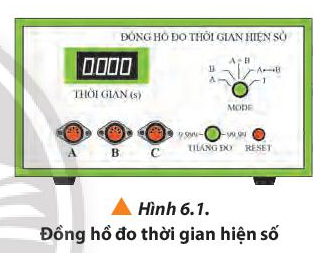 ĐỒNG HỒ ĐO THỜI GIAN HIỆN SỐ
0000
THỜI GIAN (s)
A + B
B
A↔B
A
T
MODE
A
B
C
9,999
99,99
THANG ĐO
RESET
▲ Hình 6.1.
Đồng hồ đo thời gian hiện số